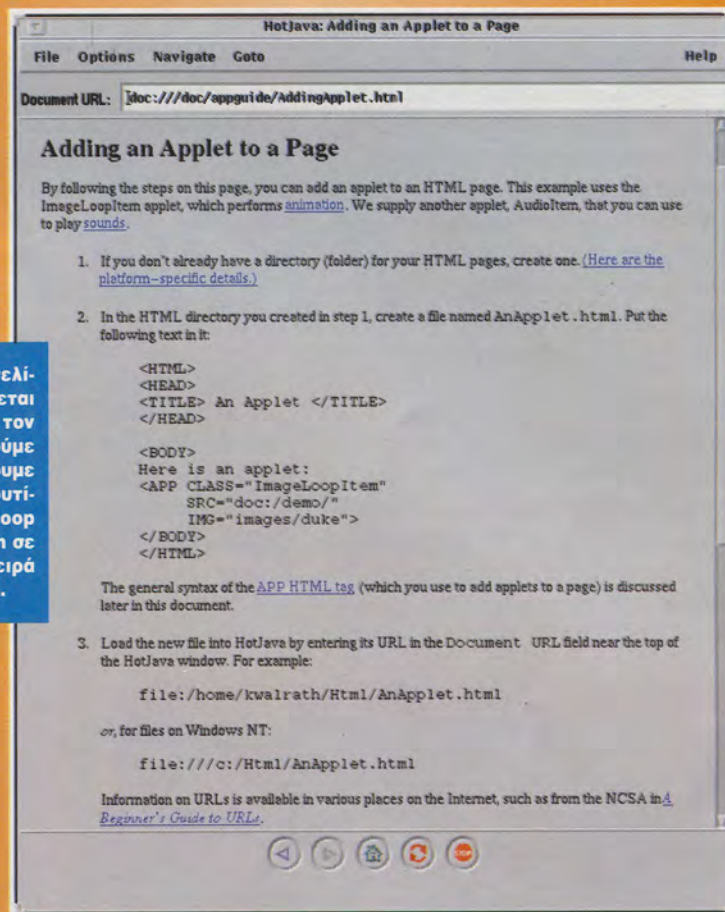 HotJava: Adding an Applet to a Page
File Options Navigate Goto Help
Document URL: doc:///doc/appguide/AddingApplet.html
Adding an Applet to a Page
By following the steps on this page, you can add an applet to an HTML page. This example uses the
ImageLoopItem applet, which performs animation. We supply another applet, AudioItem, that you can use
to play sounds.
1. If you don't already have a directory (folder) for your HTML pages, create one. (Here are the
platform-specific details.)
2. In the HTML directory you created in step 1, create a file named AnApplet.html. Put the
following text in it:
<HTML>
<HEAD>
<TITLE> An Applet </TITLE>
</HEAD>
<BODY>
Here is an applet:
<APP CLASS="ImageLoopItem"
SRC="doc:/demo/"
IMG="images/duke">
</BODY>
</HTML>
The general syntax of the APP HTML tag (which you use to add applets to a page) is discussed
later in this document.
3. Load the new file into HotJava by entering its URL in the Document URL field near the top of
the HotJava window. For example:
file:/home/kwalrath/Html/AnApplet.html
or, for files on Windows NT:
file:///c:/Html/AnApplet.html
Information on URLs is available in various places on the Internet, such as from the NCSA in A
Beginner's Guide to URLs.
STOP
ελί-
εται
τον
ούμε
ουμε
ουτί-
oop
η σε
ειρά
.